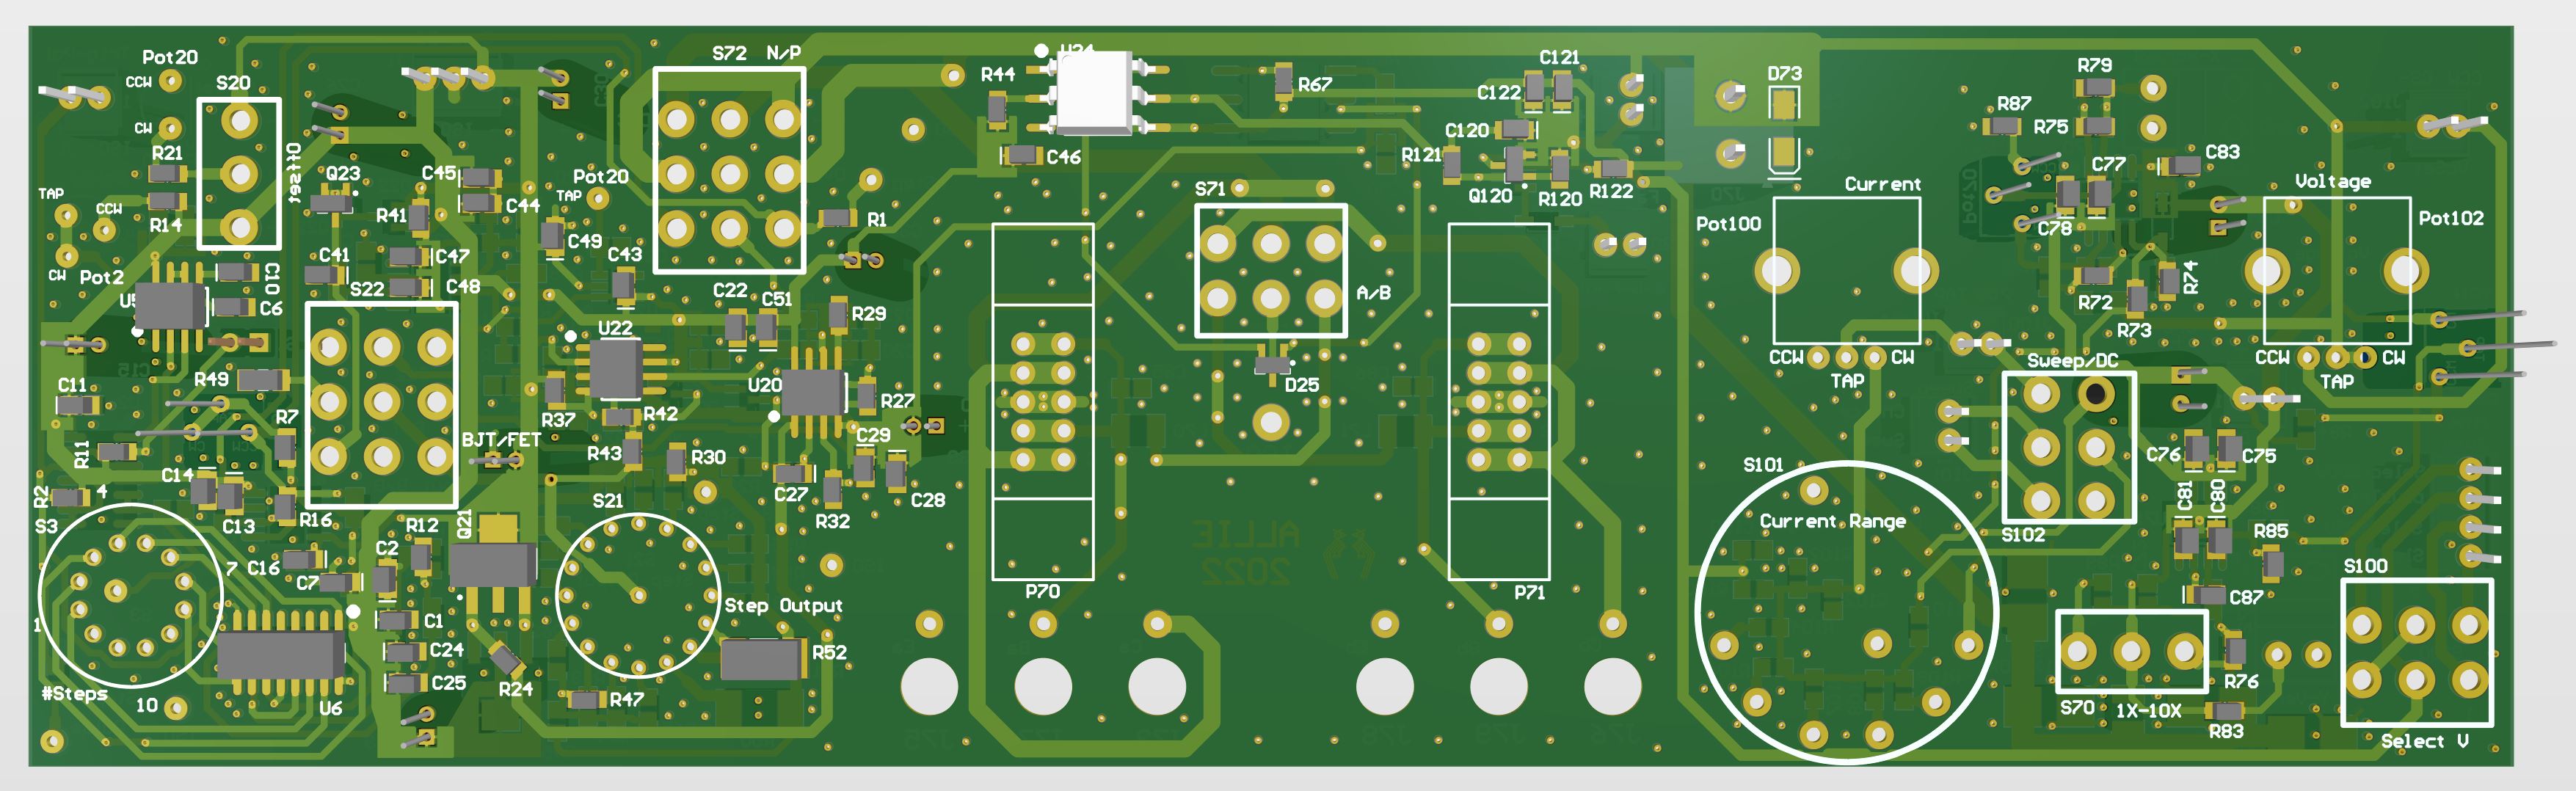 Pot20
CCW
CW
S20
Offset
R21
R14
TAP
CCW
CW
Pot2
C10
C6
Q23
C41
R41
C45
C44
C47
C48
S22
TAP
Pot20
C49
C43
S72 N/P
R1
R44
U24
C46
R67
S71
A/B
D25
C121
C122
C120
R121
Q120
R120
R122
D73
Current
Pot100
CCW
TAP
CW
R79
R87
R75
C77
C83
C78
R72
R73
R74
Voltage
Pot102
CCW
TAP
CW
Sweep/DC
S102
C22
C51
R29
U22
U20
R37
R42
R43
R30
R27
C29
C27
R32
C28
R49
R7
C11
R11
R2
4
S3
C14
C13
R16
BJT/FET
Q21
R12
C2
C16
C7
7
1
C1
C24
C25
R24
U6
#Steps
10
S21
Step Output
R47
R52
ALLIE
2022
P70
P71
S101
Current Range
C76
C75
C81
C80
R85
C87
S100
Select V
S70
1X-10X
R76
R83